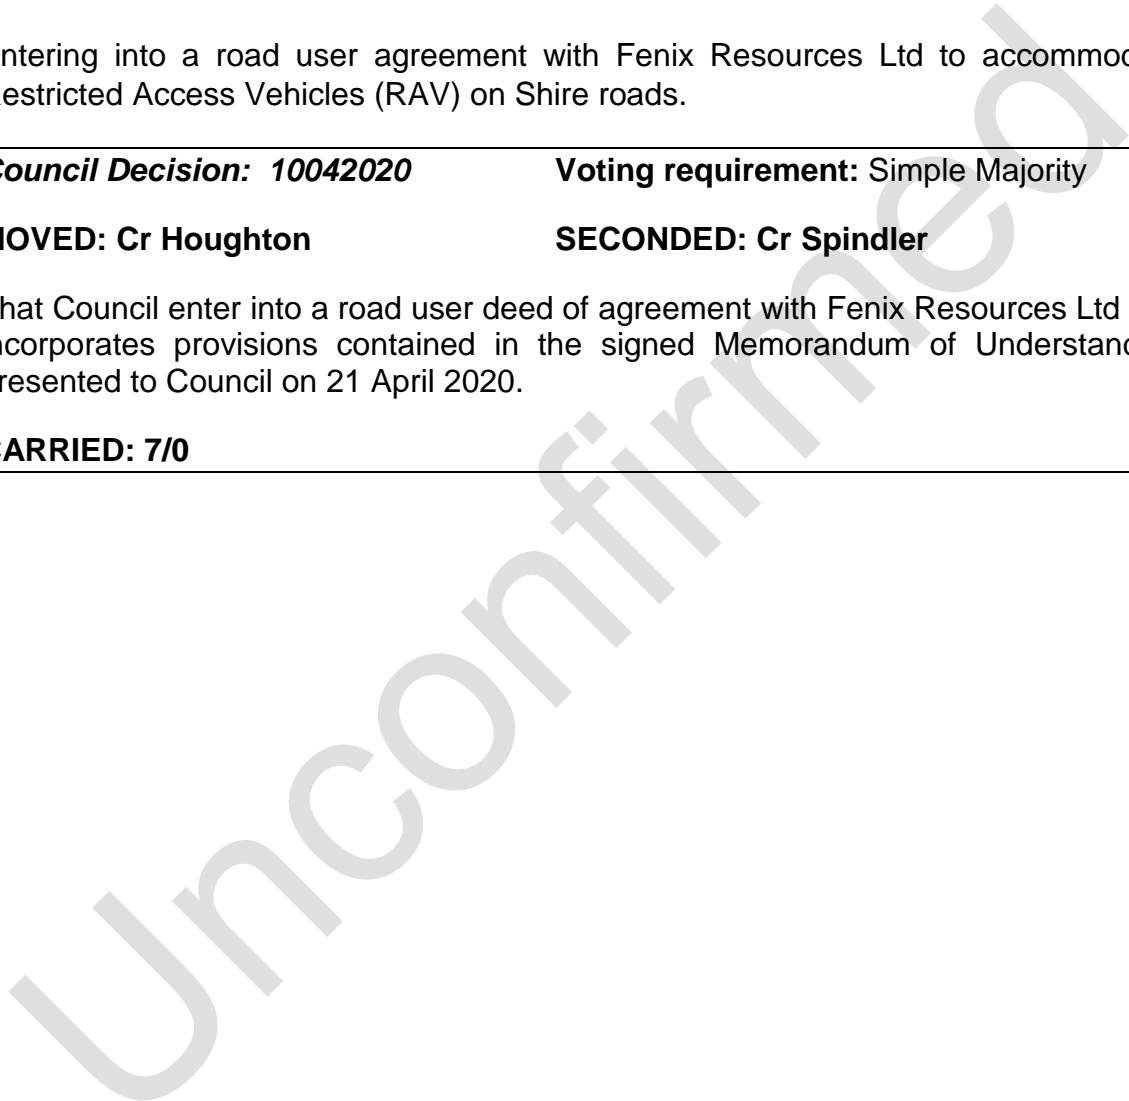 ntering into a road user agreement with Fenix Resources Ltd to accommod
estricted Access Vehicles (RAV) on Shire roads.
ouncil Decision: 10042020 Voting requirement: Simple Majority
OVED: Cr Houghton SECONDED: Cr Spindler
hat Council enter into a road user deed of agreement with Fenix Resources Ltd
ncorporates provisions contained in the signed Memorandum of Understand
resented to Council on 21 April 2020.
ARRIED: 7/0
Unconfirmed